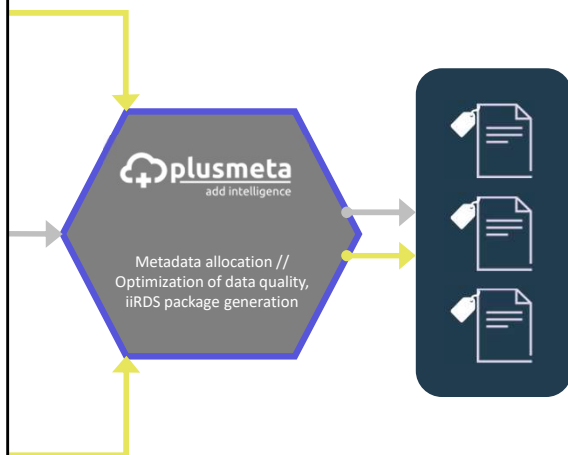 plusmeta
add intelligence
Metadata allocation //
Optimization of data quality,
iiRDS package generation